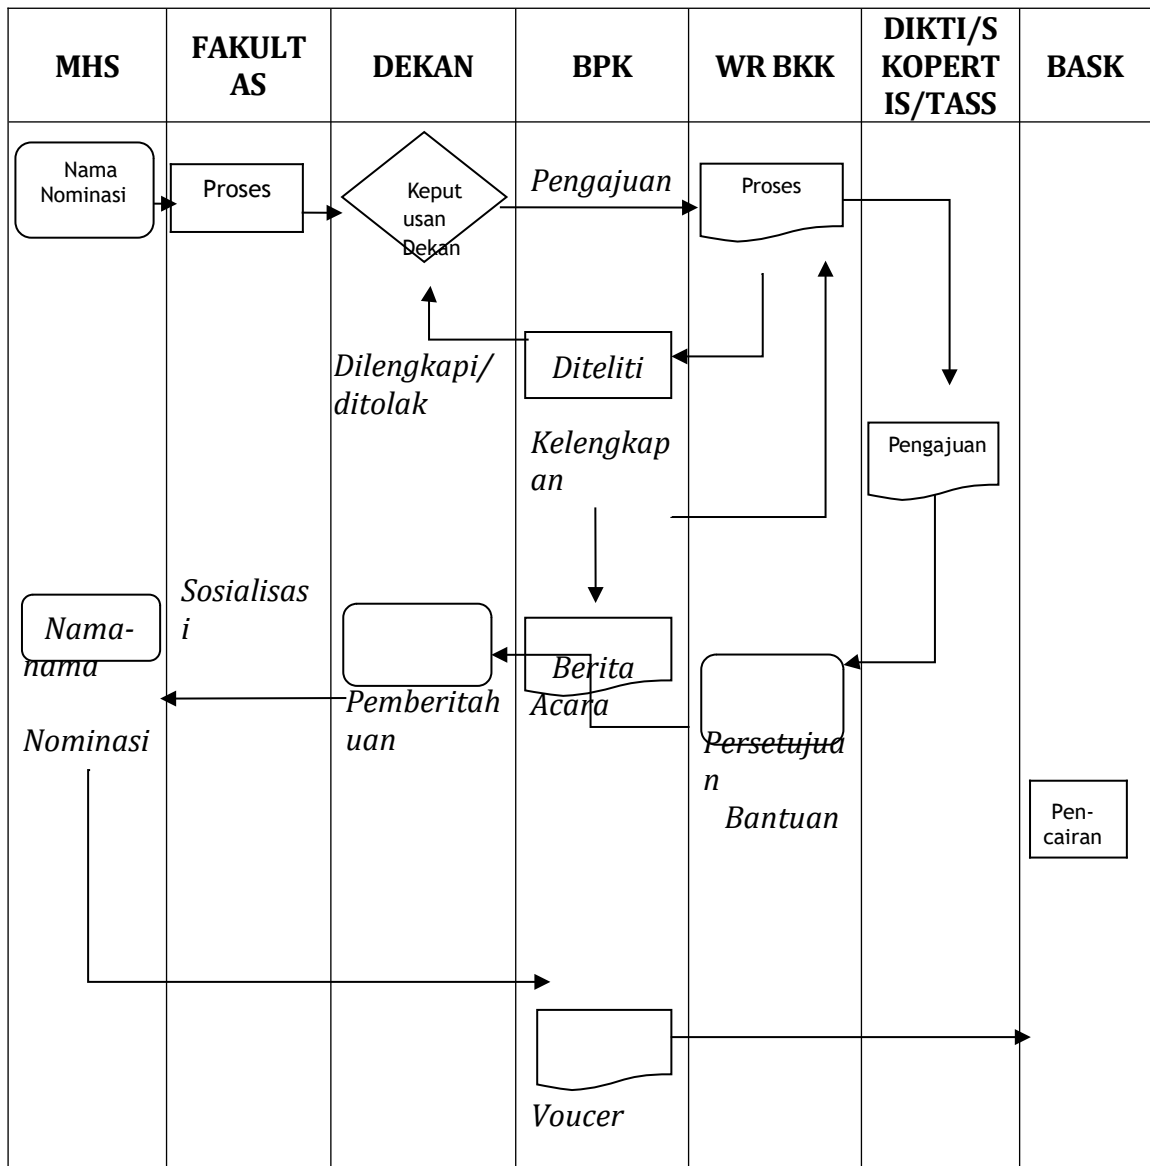 MHS
FAKULT
AS
DEKAN
BPK
WR BKK
DIKTI/S
KOPERT
IS/TASS
BASK
Nama
Nominasi
Proses
Keput
usan
Dekan
Pengajuan
Proses
Dilengkapi/
ditolak
Diteliti
Kelengkap
an
Pengajuan
Nama-
nama
Nominasi
Sosialisas
i
Pemberitah
uan
Berita
Acara
Persetujua
n
Bantuan
Pen-
cairan
Voucer